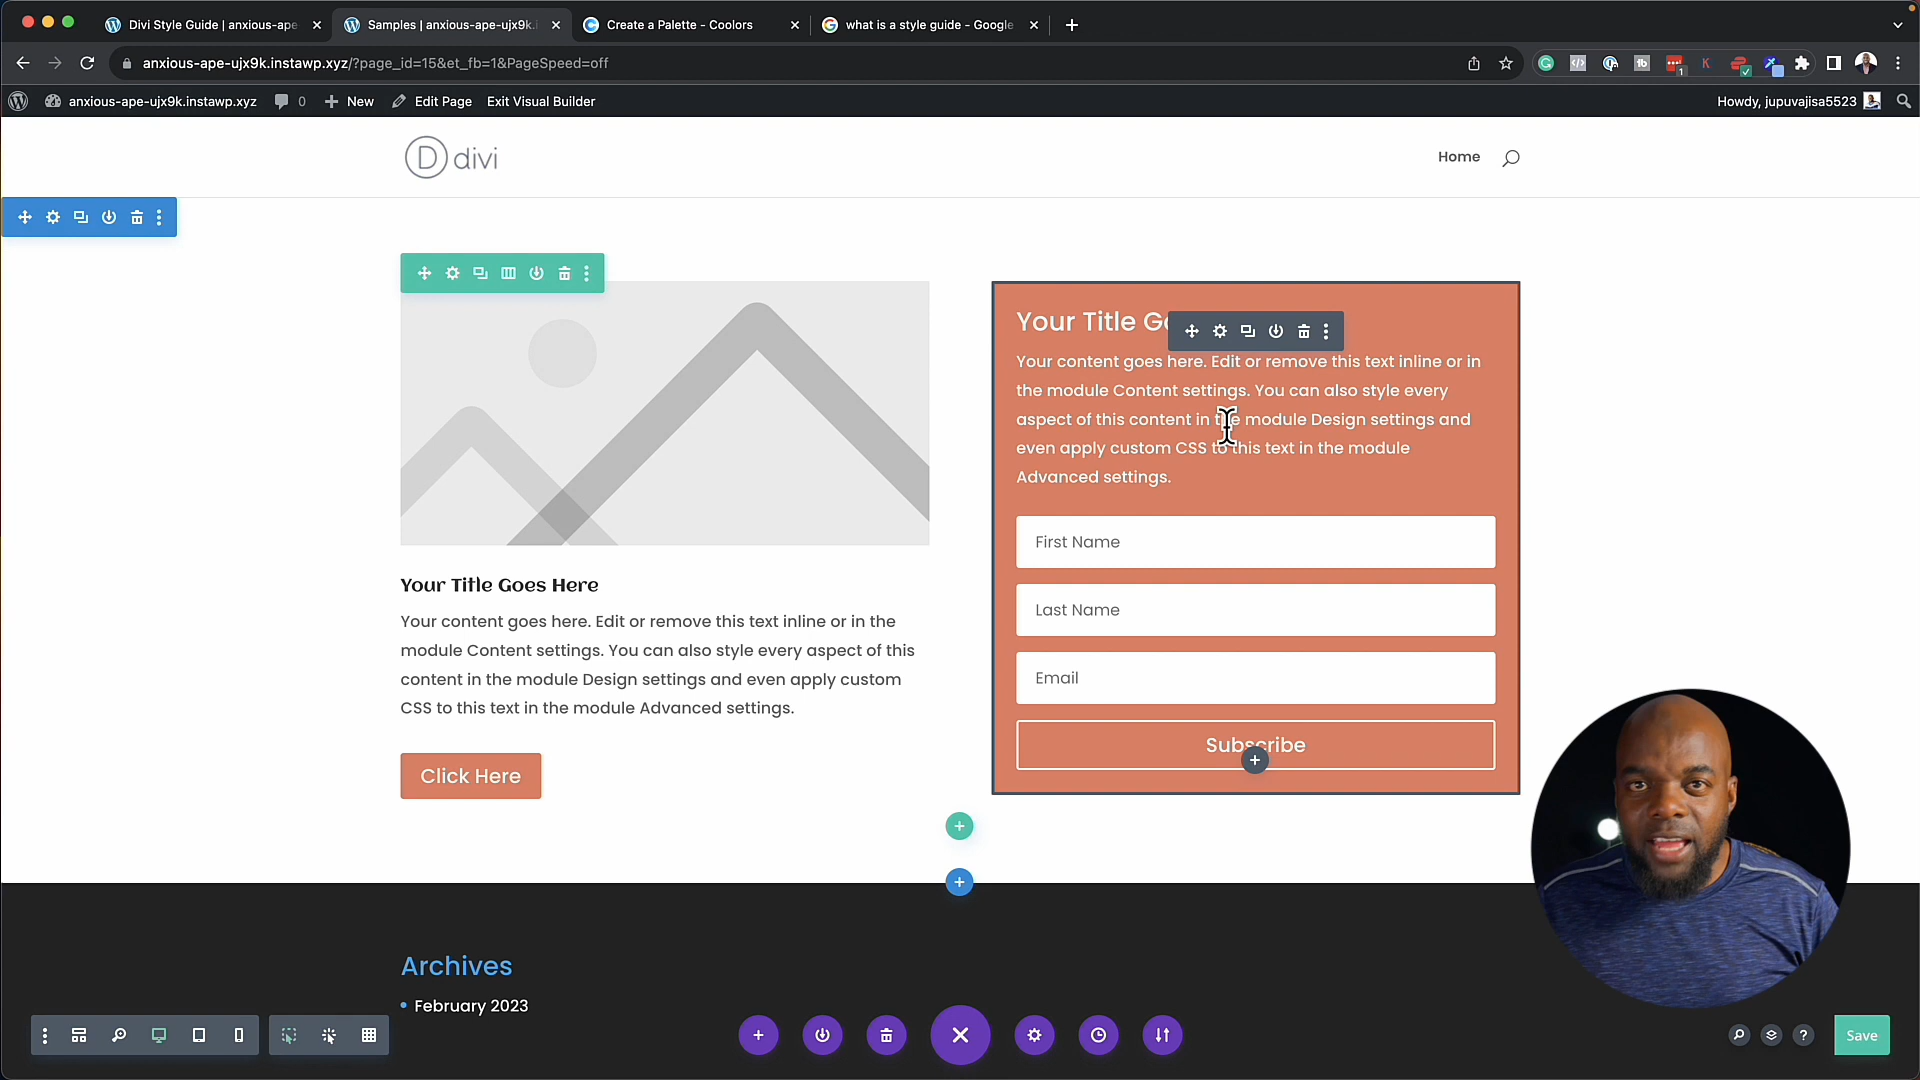 Divi Style Guide | anxious-ape
Samples | anxious-ape-ujx9k.i
Create a Palette - Coolors
what is a style guide - Google
anxious-ape-ujx9k.instawp.xyz/?page_id=15&et_fb=1&PageSpeed=off
anxious-ape-ujx9k.instawp.xyz 0 New Edit Page Exit Visual Builder Howdy, jupuvajisa5523
divi
Home
Your Title Go
Your content goes here. Edit or remove this text inline or in
the module Content settings. You can also style every
aspect of this content in the module Design settings and
even apply custom CSS to this text in the module
Advanced settings.
First Name
Last Name
Email
Subscribe
Your Title Goes Here
Your content goes here. Edit or remove this text inline or in the
module Content settings. You can also style every aspect of this
content in the module Design settings and even apply custom
CSS to this text in the module Advanced settings.
Click Here
Archives
February 2023
Save